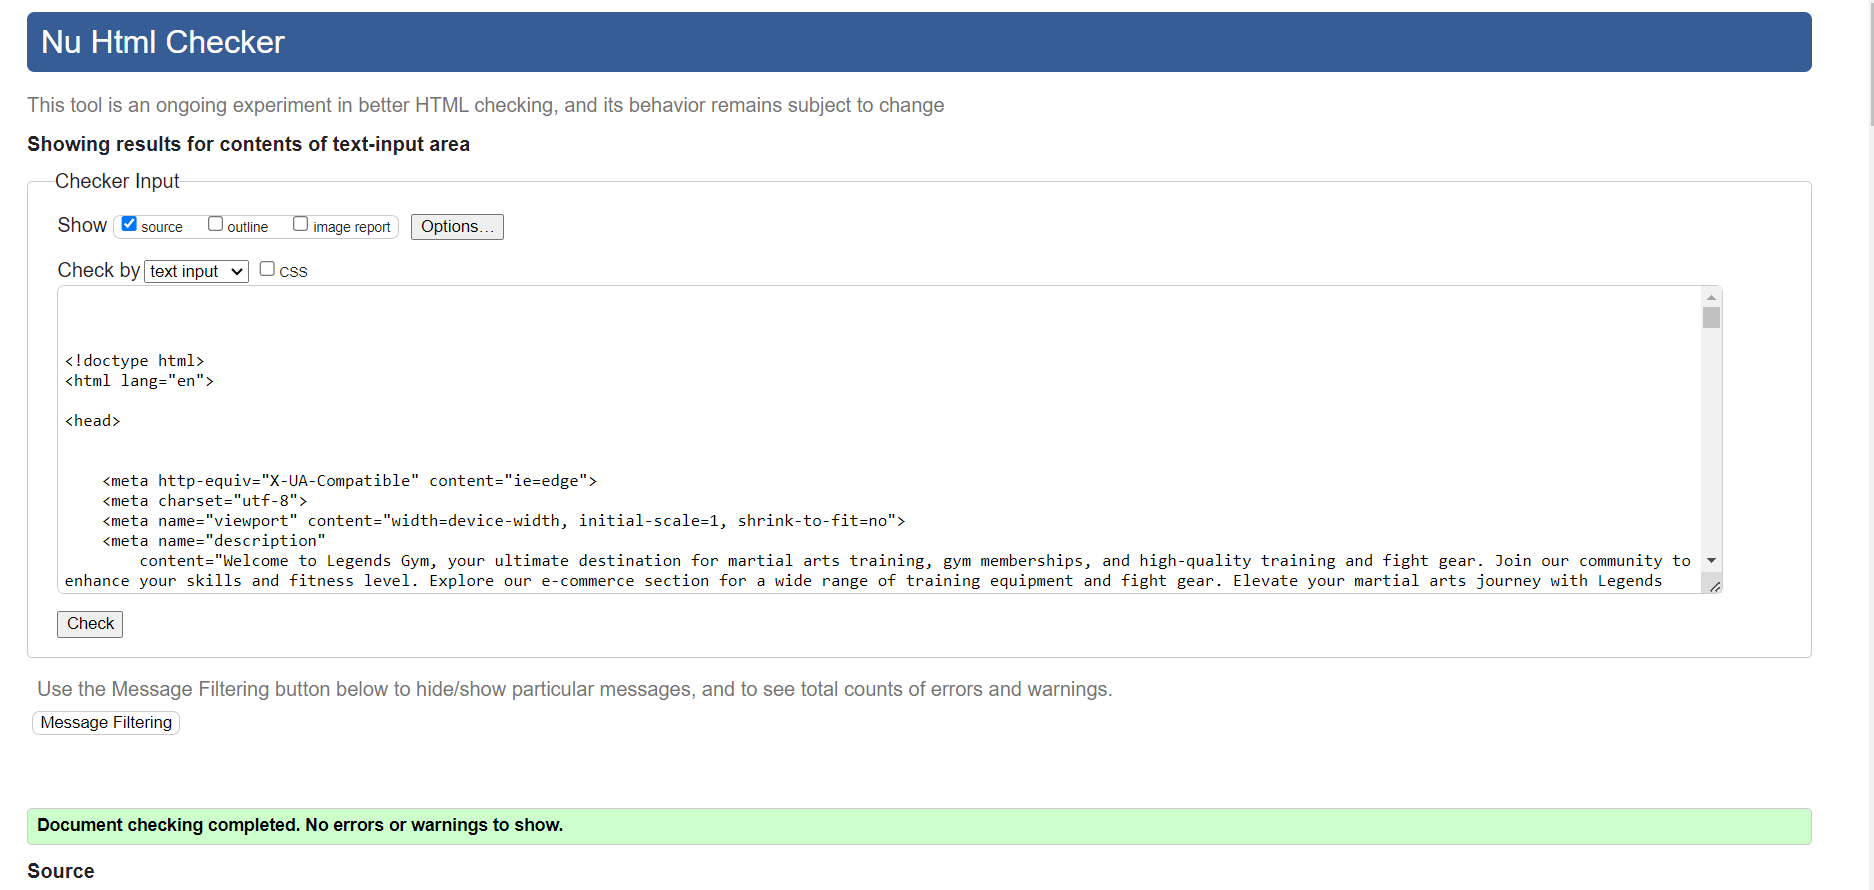 Nu Html Checker
This tool is an ongoing experiment in better HTML checking, and its behavior remains subject to change
Showing results for contents of text-input area
Checker Input
Show source outline image report Options...
Check by text input CSS
<!doctype html>
<html lang="en">
<head>
<meta http-equiv="X-UA-Compatible" content="ie=edge">
<meta charset="utf-8">
<meta name="viewport" content="width=device-width, initial-scale=1, shrink-to-fit=no">
<meta name="description"
content="Welcome to Legends Gym, your ultimate destination for martial arts training, gym memberships, and high-quality training and fight gear. Join our community to
enhance your skills and fitness level. Explore our e-commerce section for a wide range of training equipment and fight gear. Elevate your martial arts journey with Legends
Check
Use the Message Filtering button below to hide/show particular messages, and to see total counts of errors and warnings.
Message Filtering
Document checking completed. No errors or warnings to show.
Source